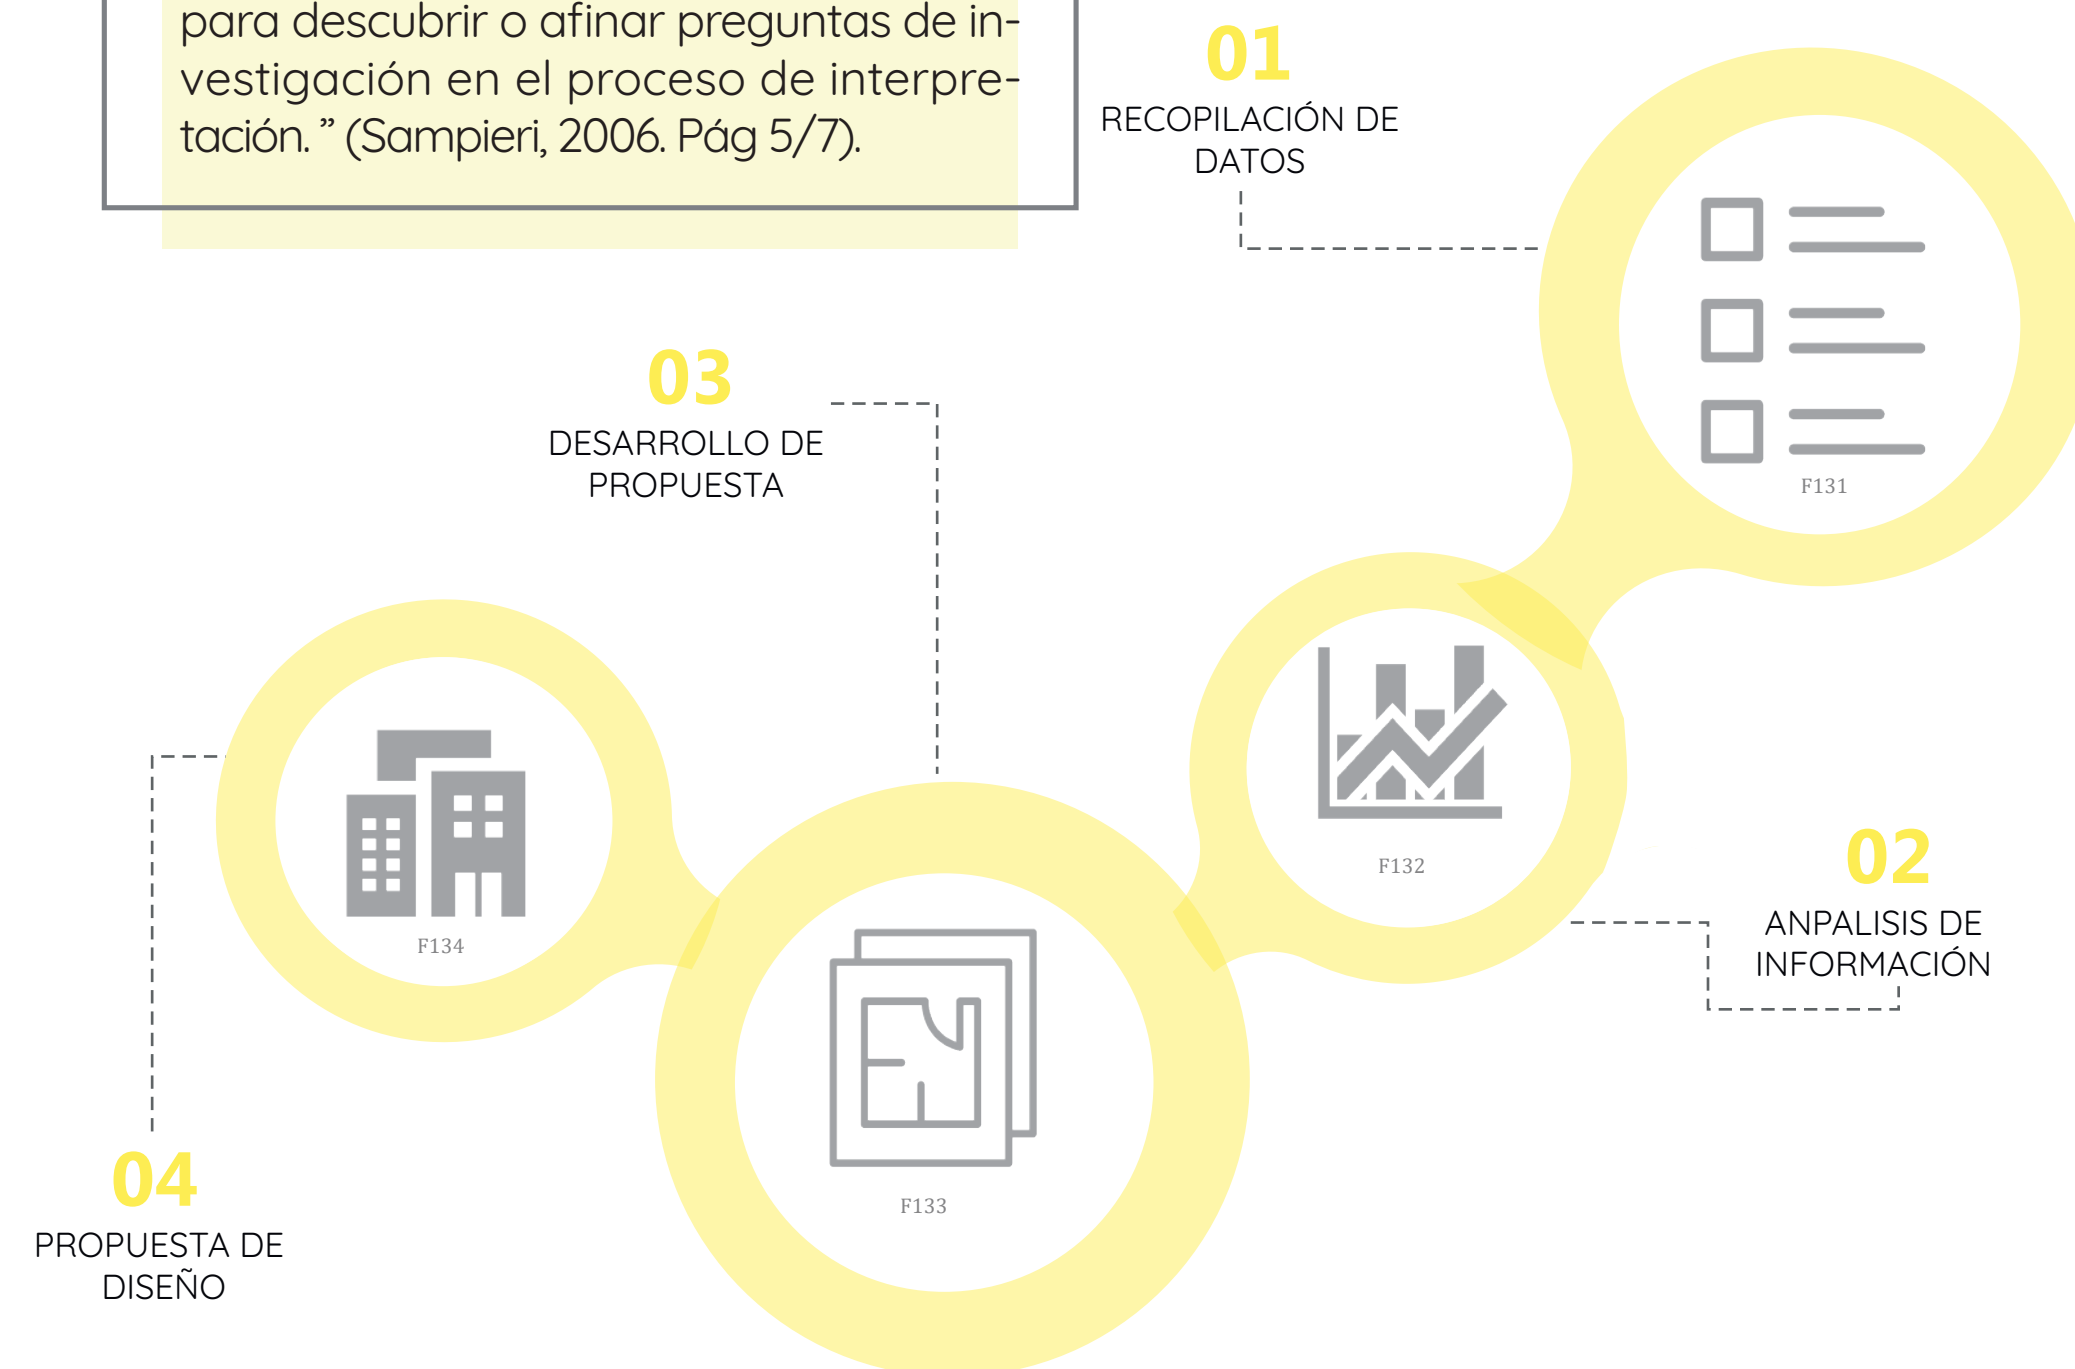 para descubrir o afinar preguntas de in-
vestigación en el proceso de interpre-
tación. ” (Sampieri, 2006. Pág 5/7).
01
RECOPILACIÓN DE
DATOS
F131
03
DESARROLLO DE
PROPUESTA
F132
02
ANPALISIS DE
INFORMACIÓN
F134
F133
04
PROPUESTA DE
DISEÑO